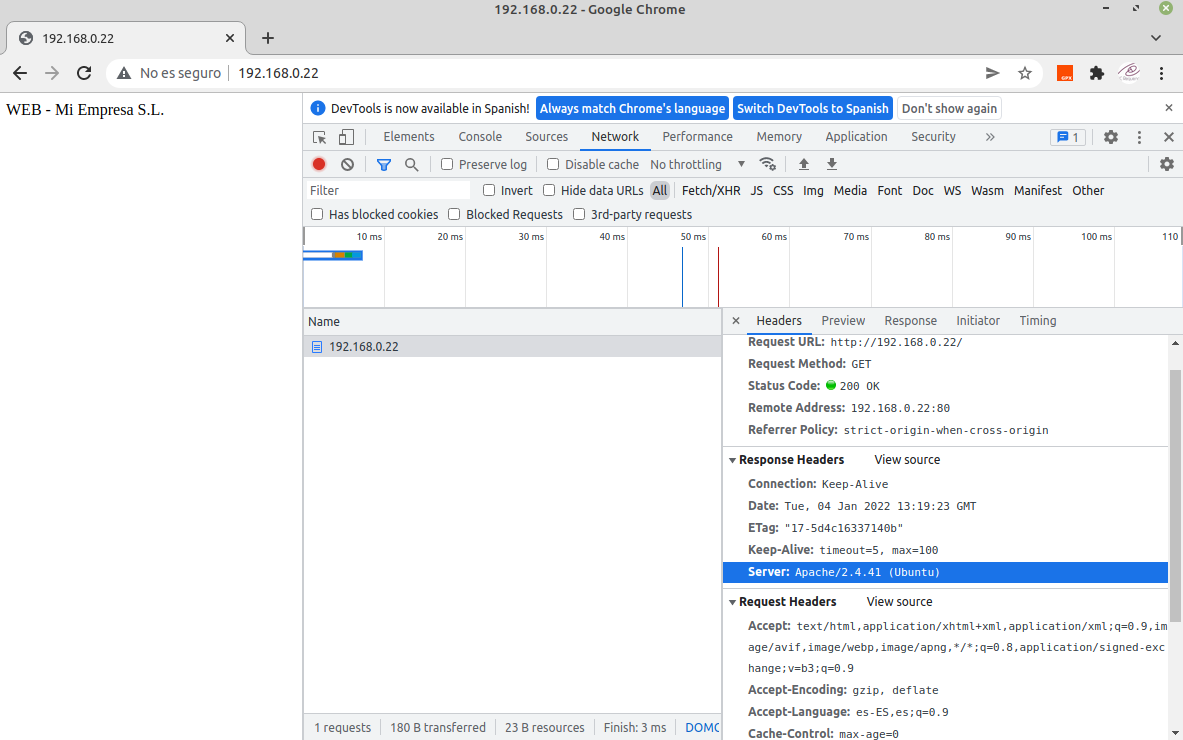 192.168.0.22 - Google Chrome
192.168.0.22
No es seguro 192.168.0.22
WEB - Mi Empresa S.L.
DevTools is now available in Spanish! Always match Chrome's language Switch DevTools to Spanish Don't show again
Elements Console Sources Network Performance Memory Application Security » 1
Preserve log Disable cache No throttling
Filter Invert Hide data URLs All Fetch/XHR JS CSS Img Media Font Doc WS Wasm Manifest Other
Has blocked cookies Blocked Requests 3rd-party requests
10 ms 20 ms 30 ms 40 ms 50 ms 60 ms 70 ms 80 ms 90 ms 100 ms 110
Name
192.168.0.22
Headers Preview Response Initiator Timing
Request URL: http://192.168.0.22/
Request Method: GET
Status Code: 200 OK
Remote Address: 192.168.0.22:80
Referrer Policy: strict-origin-when-cross-origin
Response Headers View source
Connection: Keep-Alive
Date: Tue, 04 Jan 2022 13:19:23 GMT
ETag: "17-5d4c16337140b"
Keep-Alive: timeout=5, max=100
Server: Apache/2.4.41 (Ubuntu)
Request Headers View source
Accept: text/html,application/xhtml+xml,application/xml;q=0.9,im
age/avif,image/webp,image/apng,*/*;q=0.8,application/signed-exc
hange;v=b3;q=0.9
Accept-Encoding: gzip, deflate
Accept-Language: es-ES,es;q=0.9
Cache-Control: max-age=0
1 requests 180 B transferred 23 B resources Finish: 3 ms DOMC